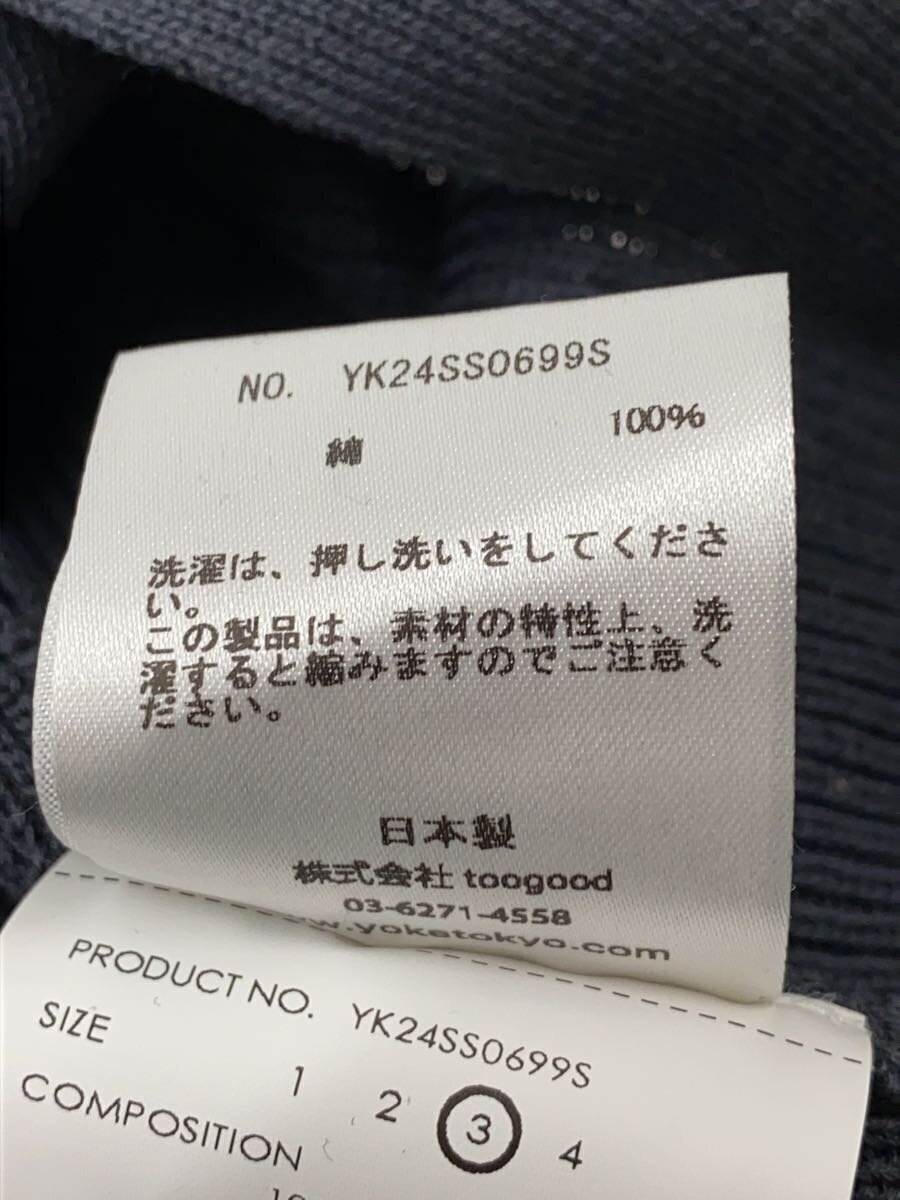 NO. YK24SS0699S
綿 100%
洗濯は、押し洗いをしてくださ
い。
この製品は、素材の特性上、洗
濯すると縮みますのでご注意く
ださい。
日本製
株式会社 toogood
03-6271-4558
w.yoketokyo.com
PRODUCT NO. YK24SS0699S
SIZE
1 2 3 4
COMPOSITION